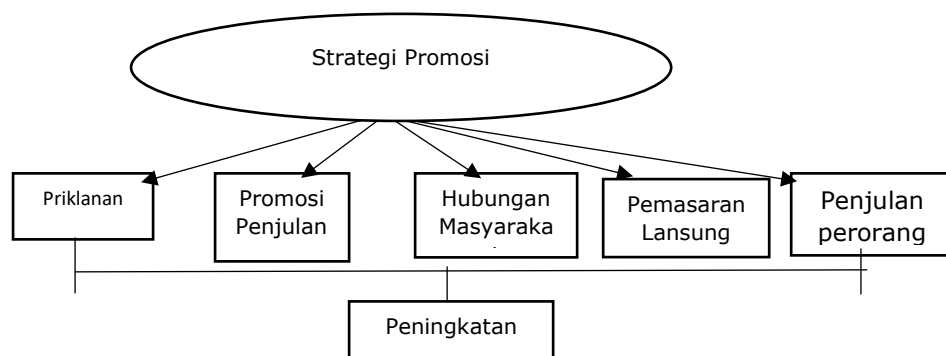 Strategi Promosi
Priklanan
Promosi
Penjulan
Hubungan
Masyaraka
Pemasaran
Lansung
Penjulan
perorang
Peningkatan